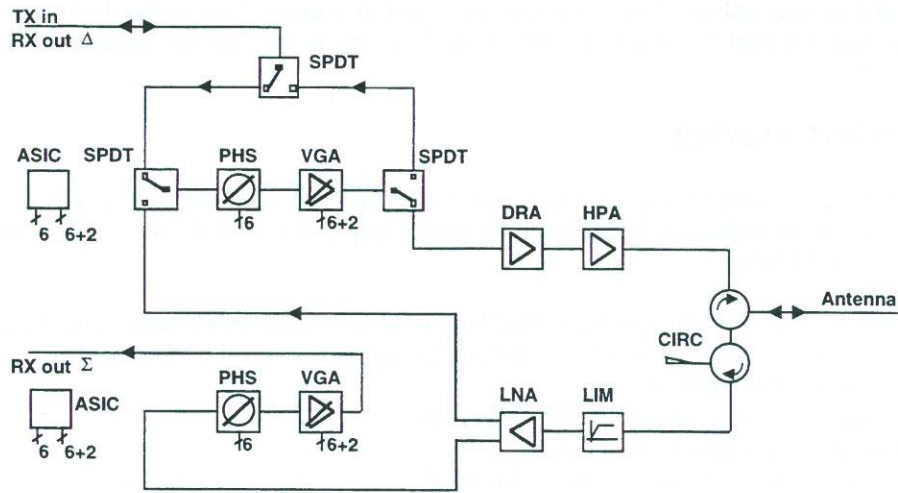 TX in
RX out Δ
SPDT
ASIC
SPDT
PHS
VGA
SPDT
6
6+2
6
6+2
DRA
HPA
Antenna
CIRC
RX out Σ
ASIC
PHS
VGA
LNA
LIM
6
6+2
6
6+2